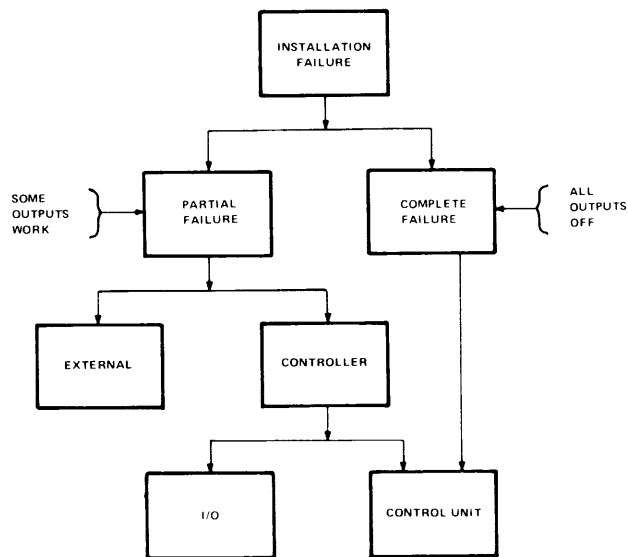 INSTALLATION
FAILURE
SOME
OUTPUTS
WORK
PARTIAL
FAILURE
COMPLETE
FAILURE
ALL
OUTPUTS
OFF
EXTERNAL
CONTROLLER
I/O
CONTROL UNIT